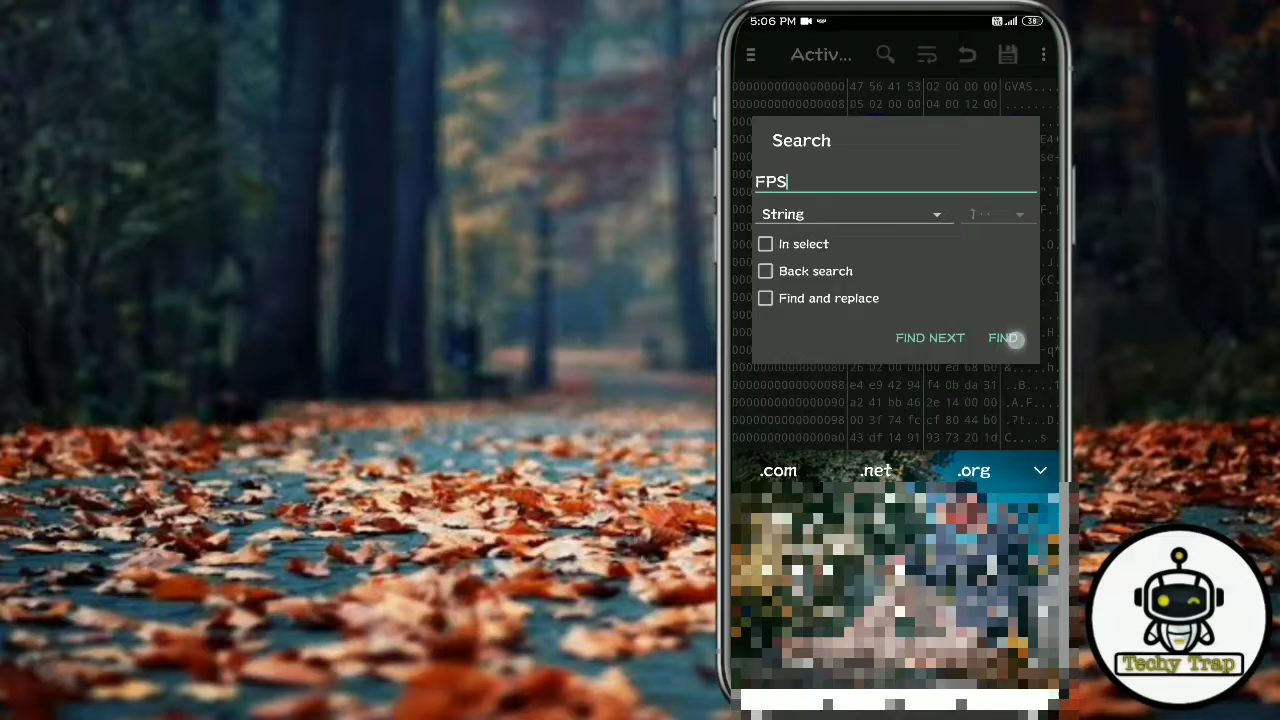 5:06 PM
38
Activ...
0000000000000000 47 56 41 53 02 00 00 00 GVAS....
0000000000000008 05 02 00 00 04 00 12 00 ........
Search
FPS
String
In select
Back search
Find and replace
FIND NEXT FIND
0000000000000088 e4 e9 42 94 f4 0b da 31 ..B....1
0000000000000090 a2 41 bb 46 2e 14 00 00 .A.F....
0000000000000098 00 3f 74 fc cf 80 44 b0 .?t...D.
00000000000000a0 43 df 14 91 93 73 20 1d C....s .
.com .net .org
Techy Trap